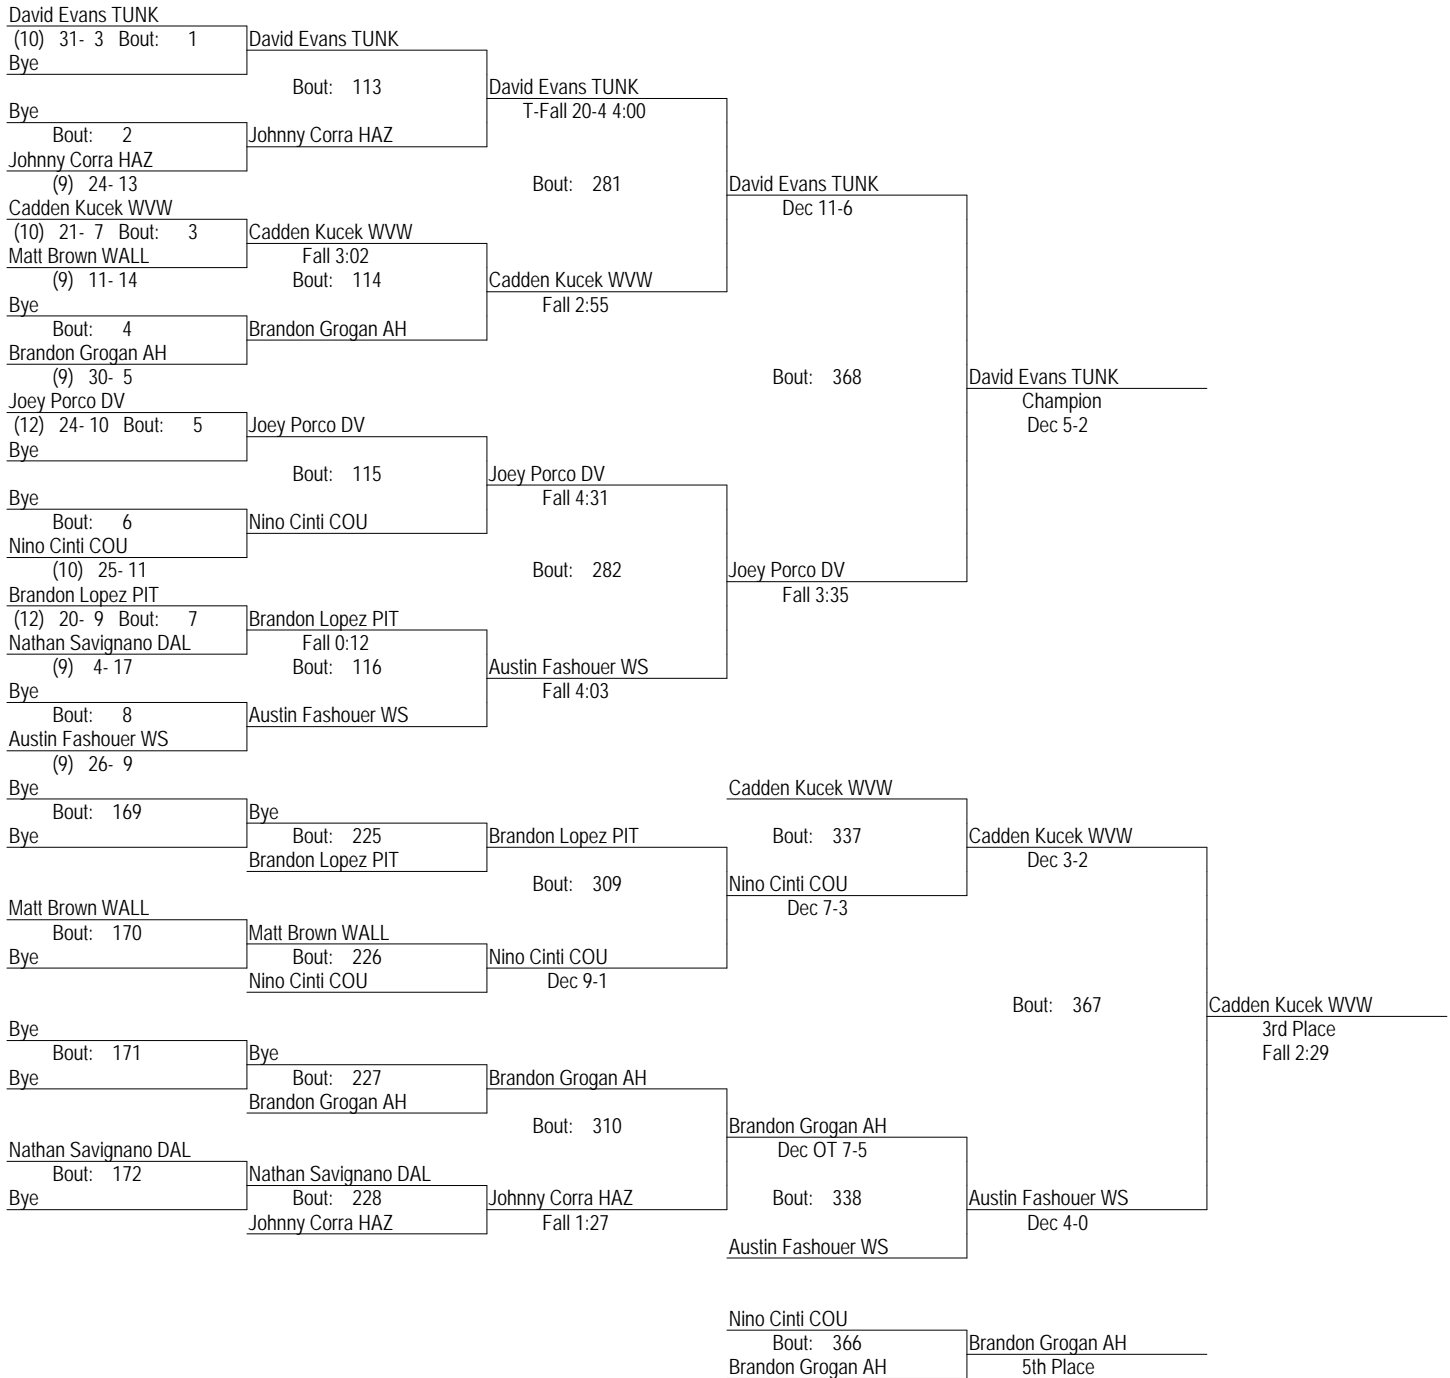 David Evans TUNK
(10) 31- 3 Bout: 1 David Evans TUNK
Bye
Bout: 113 David Evans TUNK
Bye T-Fall 20-4 4:00
Bout: 2 Johnny Corra HAZ
Johnny Corra HAZ
(9) 24- 13 Bout: 281 David Evans TUNK
Cadden Kucek WVW Dec 11-6
(10) 21- 7 Bout: 3 Cadden Kucek WVW
Matt Brown WALL Fall 3:02
(9) 11- 14 Bout: 114 Cadden Kucek WVW
Bye Fall 2:55
Bout: 4 Brandon Grogan AH
Brandon Grogan AH
(9) 30- 5 Bout: 368 David Evans TUNK
Joey Porco DV Champion
(12) 24- 10 Bout: 5 Joey Porco DV Dec 5-2
Bye
Bout: 115 Joey Porco DV
Bye Fall 4:31
Bout: 6 Nino Cinti COU
Nino Cinti COU
(10) 25- 11 Bout: 282 Joey Porco DV
Brandon Lopez PIT Fall 3:35
(12) 20- 9 Bout: 7 Brandon Lopez PIT
Nathan Savignano DAL Fall 0:12
(9) 4- 17 Bout: 116 Austin Fashouer WS
Bye Fall 4:03
Bout: 8 Austin Fashouer WS
Austin Fashouer WS
(9) 26- 9
Bye Cadden Kucek WVW
Bout: 169 Bye
Bye Bout: 225 Brandon Lopez PIT Bout: 337 Cadden Kucek WVW
Brandon Lopez PIT Dec 3-2
Bout: 309 Nino Cinti COU
Matt Brown WALL Dec 7-3
Bout: 170 Matt Brown WALL
Bye Bout: 226 Nino Cinti COU
Nino Cinti COU Dec 9-1
Bout: 367 Cadden Kucek WVW
Bye 3rd Place
Bout: 171 Bye Fall 2:29
Bye Bout: 227 Brandon Grogan AH
Brandon Grogan AH
Bout: 310 Brandon Grogan AH
Nathan Savignano DAL Dec OT 7-5
Bout: 172 Nathan Savignano DAL
Bye Bout: 228 Johnny Corra HAZ Bout: 338 Austin Fashouer WS
Johnny Corra HAZ Fall 1:27 Dec 4-0
Austin Fashouer WS
Nino Cinti COU
Bout: 366 Brandon Grogan AH
Brandon Grogan AH 5th Place